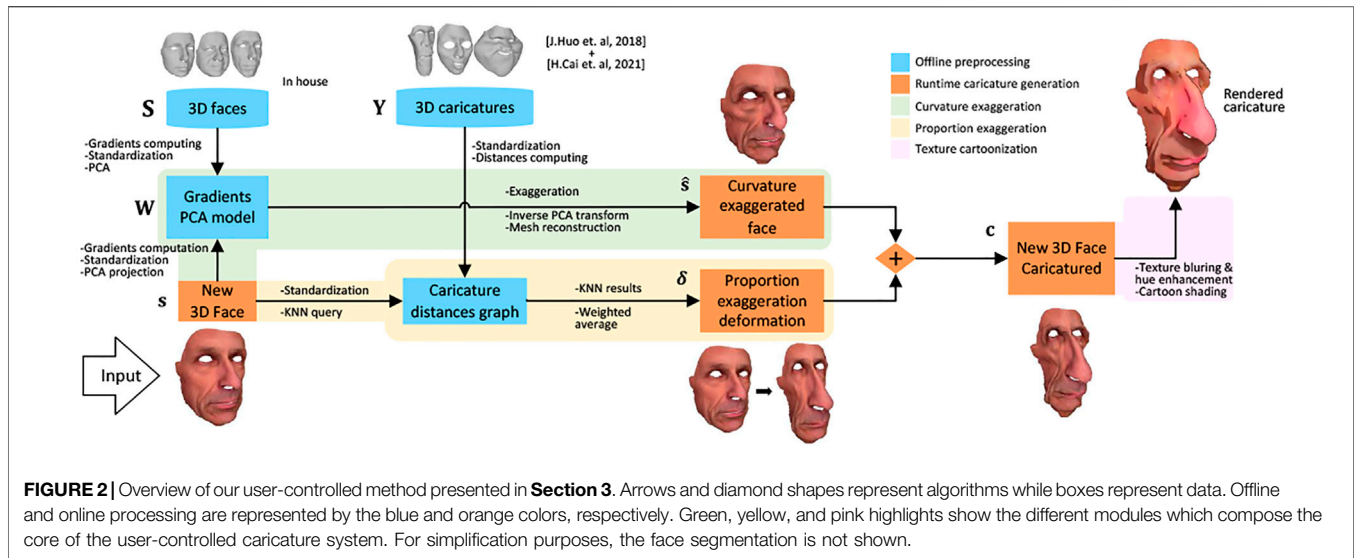 [J.Huo et. al, 2018]
+
[H.Cai et. al, 2021]
In house
S
3D faces
Y
3D caricatures
Offline preprocessing
Runtime caricature generation
Curvature exaggeration
Proportion exaggeration
Texture cartoonization
Rendered
caricature
-Gradients computing
-Standardization
-PCA
-Standardization
-Distances computing
W
Gradients
PCA model
-Exaggeration
-Inverse PCA transform
-Mesh reconstruction
ŝ
Curvature
exaggerated
face
-Gradients computation
-Standardization
-PCA projection
s
New
3D Face
-Standardization
-KNN query
Caricature
distances graph
-KNN results
-Weighted
average
δ
Proportion
exaggeration
deformation
+
c
New 3D Face
Caricatured
-Texture bluring &
hue enhancement
-Cartoon shading
Input
FIGURE 2 | Overview of our user-controlled method presented in Section 3. Arrows and diamond shapes represent algorithms while boxes represent data. Offline
and online processing are represented by the blue and orange colors, respectively. Green, yellow, and pink highlights show the different modules which compose the
core of the user-controlled caricature system. For simplification purposes, the face segmentation is not shown.